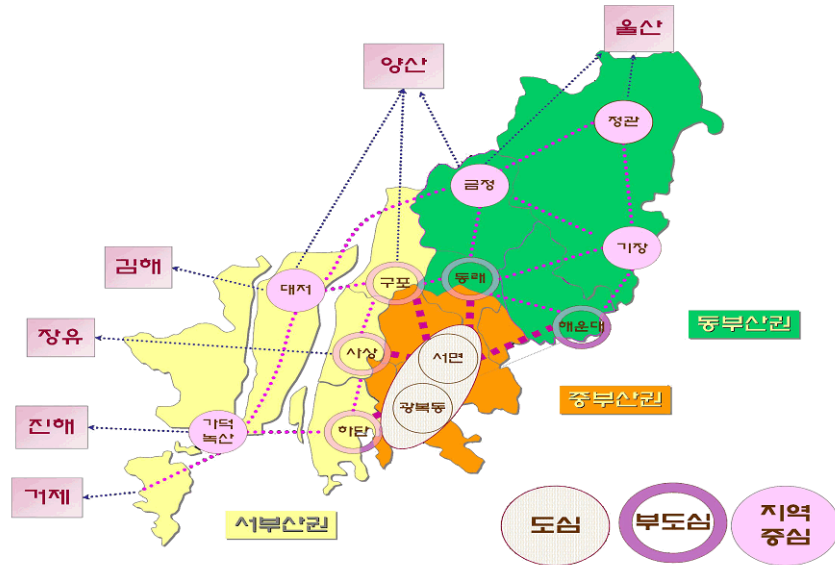 울산
양산
정관
금정
기장
김해
대저
구포
동래
해운대
장유
사상
서면
동부산권
중부산권
광복동
진해
가덕
녹산
하단
거제
서부산권
도심
부도심
지역
중심